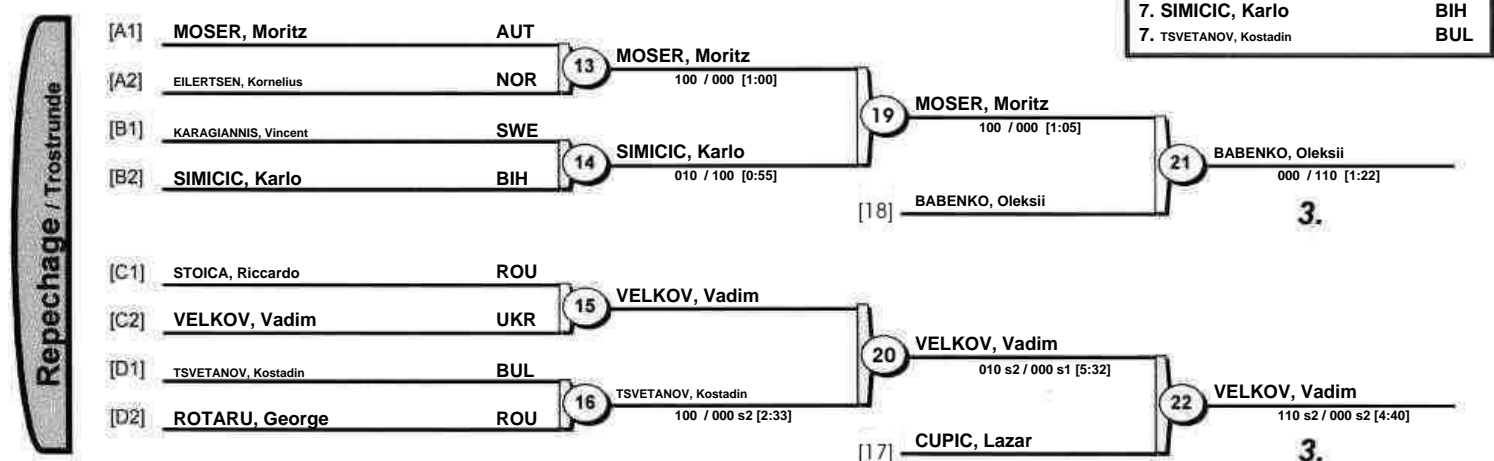 7. SIMICIC, Karlo BIH
7. TSVETANOV, Kostadin BUL
Repechage / Trostrunde
[A1] MOSER, Moritz AUT
13 MOSER, Moritz
100 / 000 [1:00]
[A2] EILERTSEN, Kornelius NOR
19 MOSER, Moritz
100 / 000 [1:05]
[B1] KARAGIANNIS, Vincent SWE
14 SIMICIC, Karlo
010 / 100 [0:55]
[B2] SIMICIC, Karlo BIH
21 BABENKO, Oleksii
000 / 110 [1:22]
[18] BABENKO, Oleksii
3.
[C1] STOICA, Riccardo ROU
15 VELKOV, Vadim
[C2] VELKOV, Vadim UKR
20 VELKOV, Vadim
010 s2 / 000 s1 [5:32]
[D1] TSVETANOV, Kostadin BUL
16 TSVETANOV, Kostadin
100 / 000 s2 [2:33]
[D2] ROTARU, George ROU
22 VELKOV, Vadim
110 s2 / 000 s2 [4:40]
[17] CUPIC, Lazar
3.